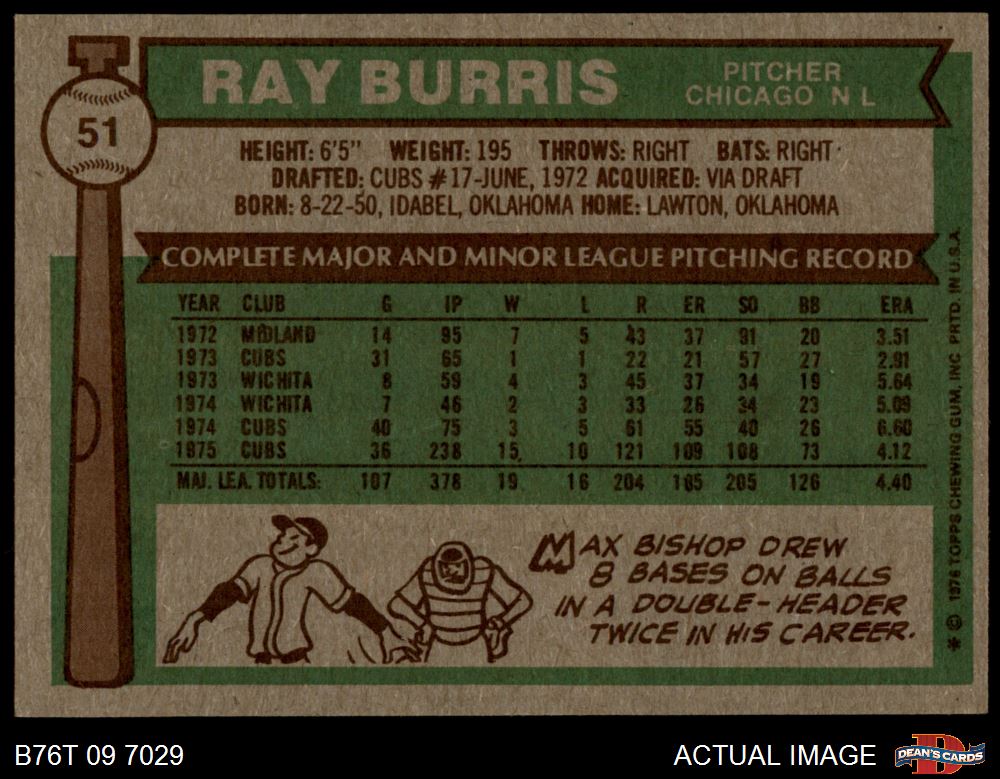 51
RAY BURRIS
PITCHER
CHICAGO N L
HEIGHT: 6'5" WEIGHT: 195 THROWS: RIGHT BATS: RIGHT
DRAFTED: CUBS #17-JUNE, 1972 ACQUIRED: VIA DRAFT
BORN: 8-22-50, IDABEL, OKLAHOMA HOME: LAWTON, OKLAHOMA
COMPLETE MAJOR AND MINOR LEAGUE PITCHING RECORD
YEAR CLUB G IP W L R ER SO BB ERA
1972 MIDLAND 14 95 7 5 43 37 91 20 3.51
1973 CUBS 31 65 1 1 22 21 57 27 2.91
1973 WICHITA 8 59 4 3 45 37 34 19 5.64
1974 WICHITA 7 46 2 3 33 26 34 23 5.09
1974 CUBS 40 75 3 5 61 55 40 26 6.60
1975 CUBS 36 238 15 10 121 109 108 73 4.12
MAJ. LEA. TOTALS: 107 378 19 16 204 185 205 126 4.40
MAX BISHOP DREW
8 BASES ON BALLS
IN A DOUBLE-HEADER
TWICE IN HIS CAREER.
* © 1976 TOPPS CHEWING GUM, INC. PRTD. IN U.S.A.
B76T 09 7029
ACTUAL IMAGE
DEAN'S CARDS